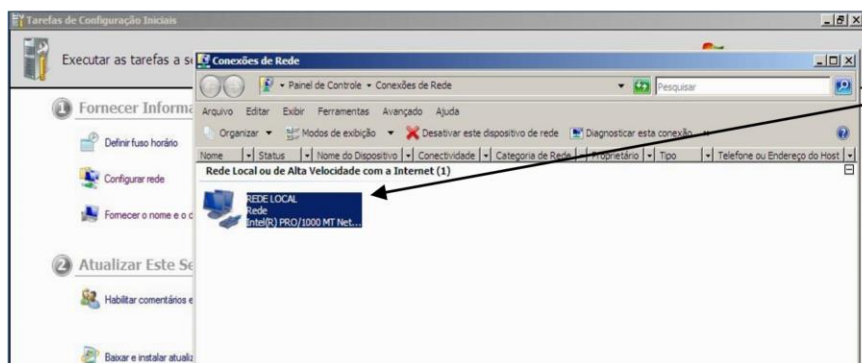 Tarefas de Configuração Iniciais
Executar as tarefas a s
Conexões de Rede
Painel de Controle Conexões de Rede
Pesquisar
Arquivo Editar Exibir Ferramentas Avançado Ajuda
Organizar Modos de exibição Desativar este dispositivo de rede Diagnosticar esta conexão »
Nome Status Nome do Dispositivo Conectividade Categoria de Rede Proprietário Tipo Telefone ou Endereço do Host
Rede Local ou de Alta Velocidade com a Internet (1)
REDE LOCAL
Rede
Intel(R) PRO/1000 MT Net...
1 Fornecer Informa
Definir fuso horário
Configurar rede
Fornecer o nome e o
2 Atualizar Este Se
Habilitar comentários e
Baixar e instalar atualiz